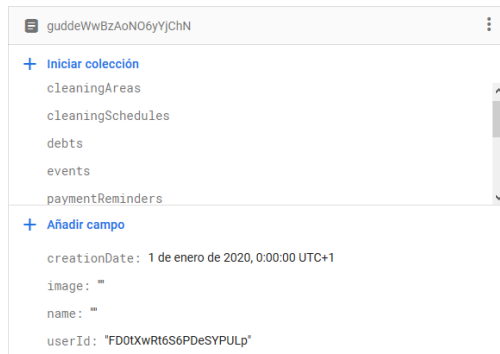 guddeWwBzAoNO6yYjChN
Iniciar colección
cleaningAreas
cleaningSchedules
debts
events
paymentReminders
Añadir campo
creationDate: 1 de enero de 2020, 0:00:00 UTC+1
image: ""
name: ""
userId: "FD0tXwRt6S6PDeSYPULp"